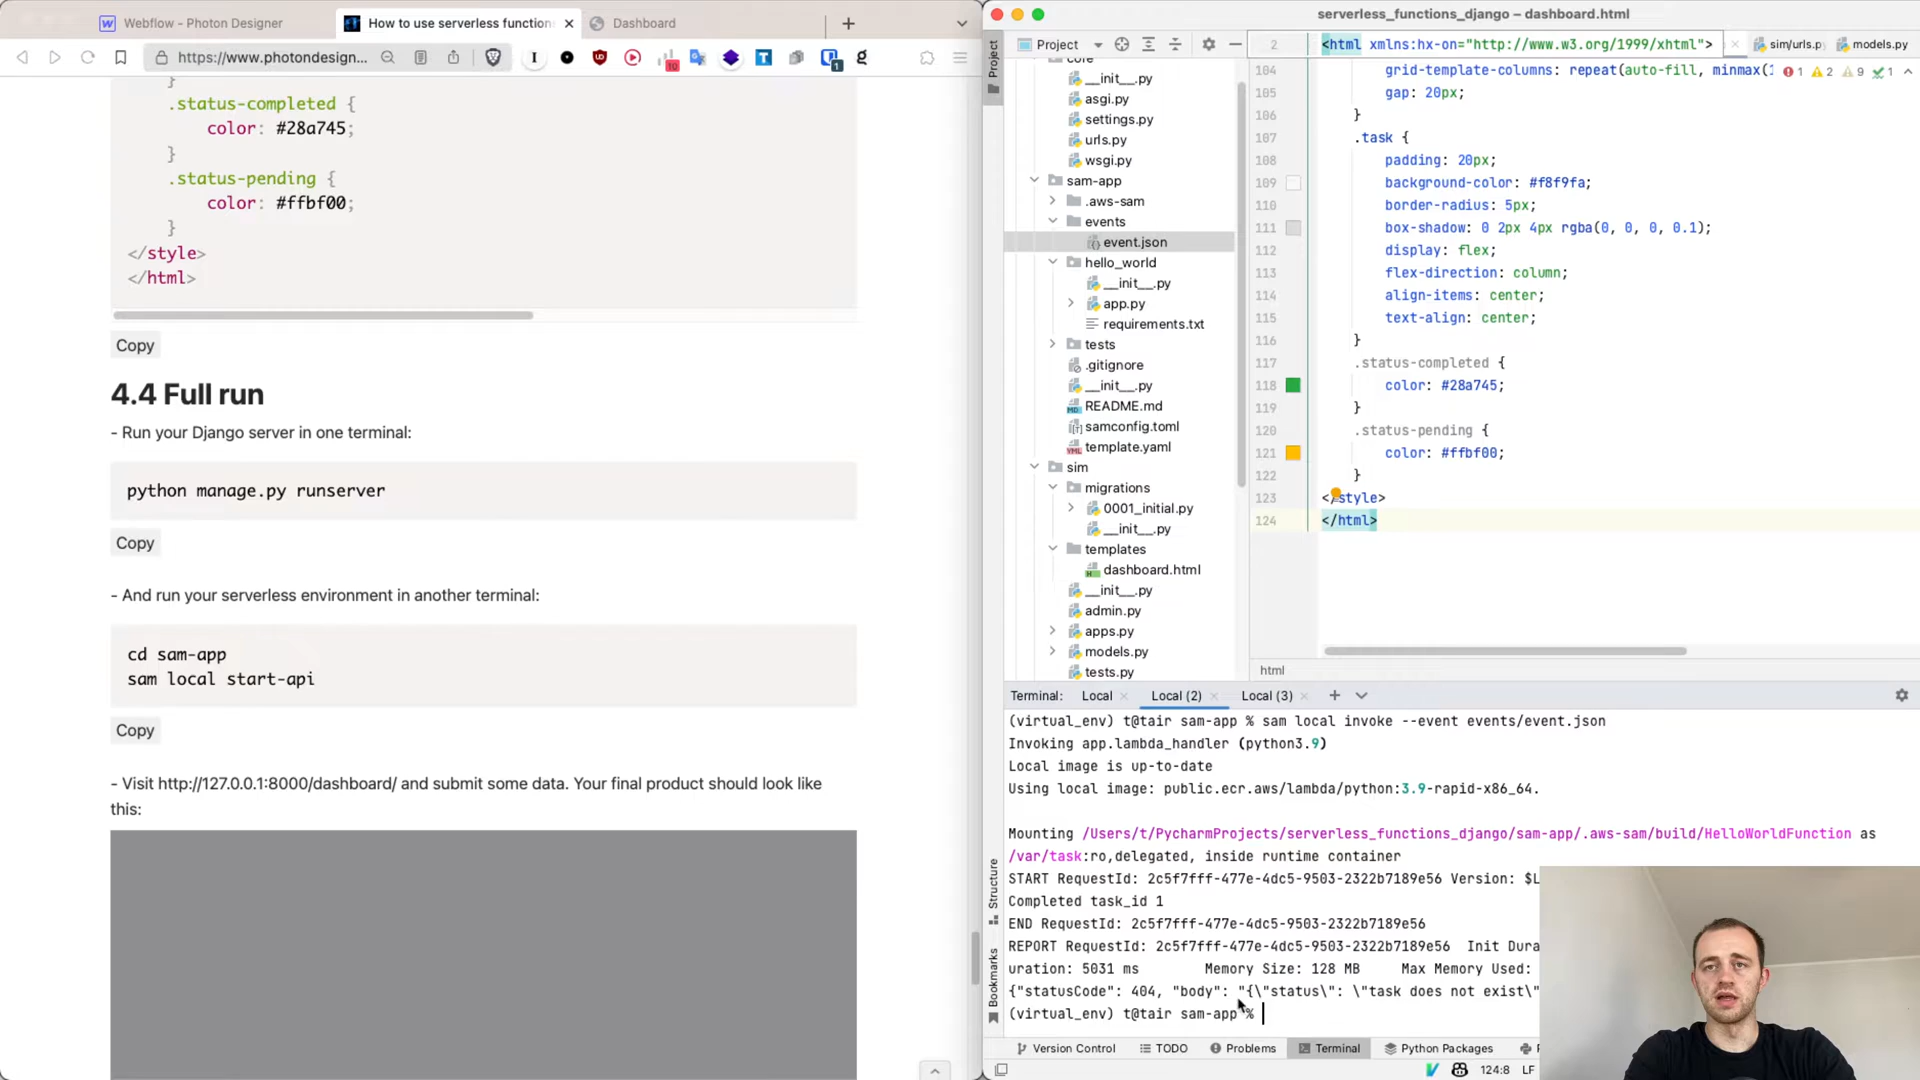 Webflow - Photon Designer
How to use serverless function
Dashboard
https://www.photondesign...
}
.status-completed {
color: #28a745;
}
.status-pending {
color: #ffbf00;
}
</style>
</html>
Copy
4.4 Full run
- Run your Django server in one terminal:
python manage.py runserver
Copy
- And run your serverless environment in another terminal:
cd sam-app
sam local start-api
Copy
- Visit http://127.0.0.1:8000/dashboard/ and submit some data. Your final product should look like
this:
serverless_functions_django – dashboard.html
Project
Project
__init__.py
asgi.py
settings.py
urls.py
wsgi.py
sam-app
.aws-sam
events
event.json
hello_world
__init__.py
app.py
requirements.txt
tests
.gitignore
__init__.py
README.md
samconfig.toml
template.yaml
sim
migrations
0001_initial.py
__init__.py
templates
dashboard.html
__init__.py
admin.py
apps.py
models.py
tests.py
2 <html xmlns:hx-on="http://www.w3.org/1999/xhtml">
sim/urls.p
models.py
1 2 9 1
104 grid-template-columns: repeat(auto-fill, minmax(1
105 gap: 20px;
106 }
107 .task {
108 padding: 20px;
109 background-color: #f8f9fa;
110 border-radius: 5px;
111 box-shadow: 0 2px 4px rgba(0, 0, 0, 0.1);
112 display: flex;
113 flex-direction: column;
114 align-items: center;
115 text-align: center;
116 }
117 .status-completed {
118 color: #28a745;
119 }
120 .status-pending {
121 color: #ffbf00;
122 }
123 </style>
124 </html>
html
Terminal: Local Local (2) Local (3)
(virtual_env) t@tair sam-app % sam local invoke --event events/event.json
Invoking app.lambda_handler (python3.9)
Local image is up-to-date
Using local image: public.ecr.aws/lambda/python:3.9-rapid-x86_64.
Mounting /Users/t/PycharmProjects/serverless_functions_django/sam-app/.aws-sam/build/HelloWorldFunction as
/var/task:ro,delegated, inside runtime container
START RequestId: 2c5f7fff-477e-4dc5-9503-2322b7189e56 Version: $L
Completed task_id 1
END RequestId: 2c5f7fff-477e-4dc5-9503-2322b7189e56
REPORT RequestId: 2c5f7fff-477e-4dc5-9503-2322b7189e56 Init Dura
uration: 5031 ms Memory Size: 128 MB Max Memory Used:
{"statusCode": 404, "body": "{\"status\": \"task does not exist\"
(virtual_env) t@tair sam-app %
Structure
Bookmarks
Version Control TODO Problems Terminal Python Packages
124:8 LF